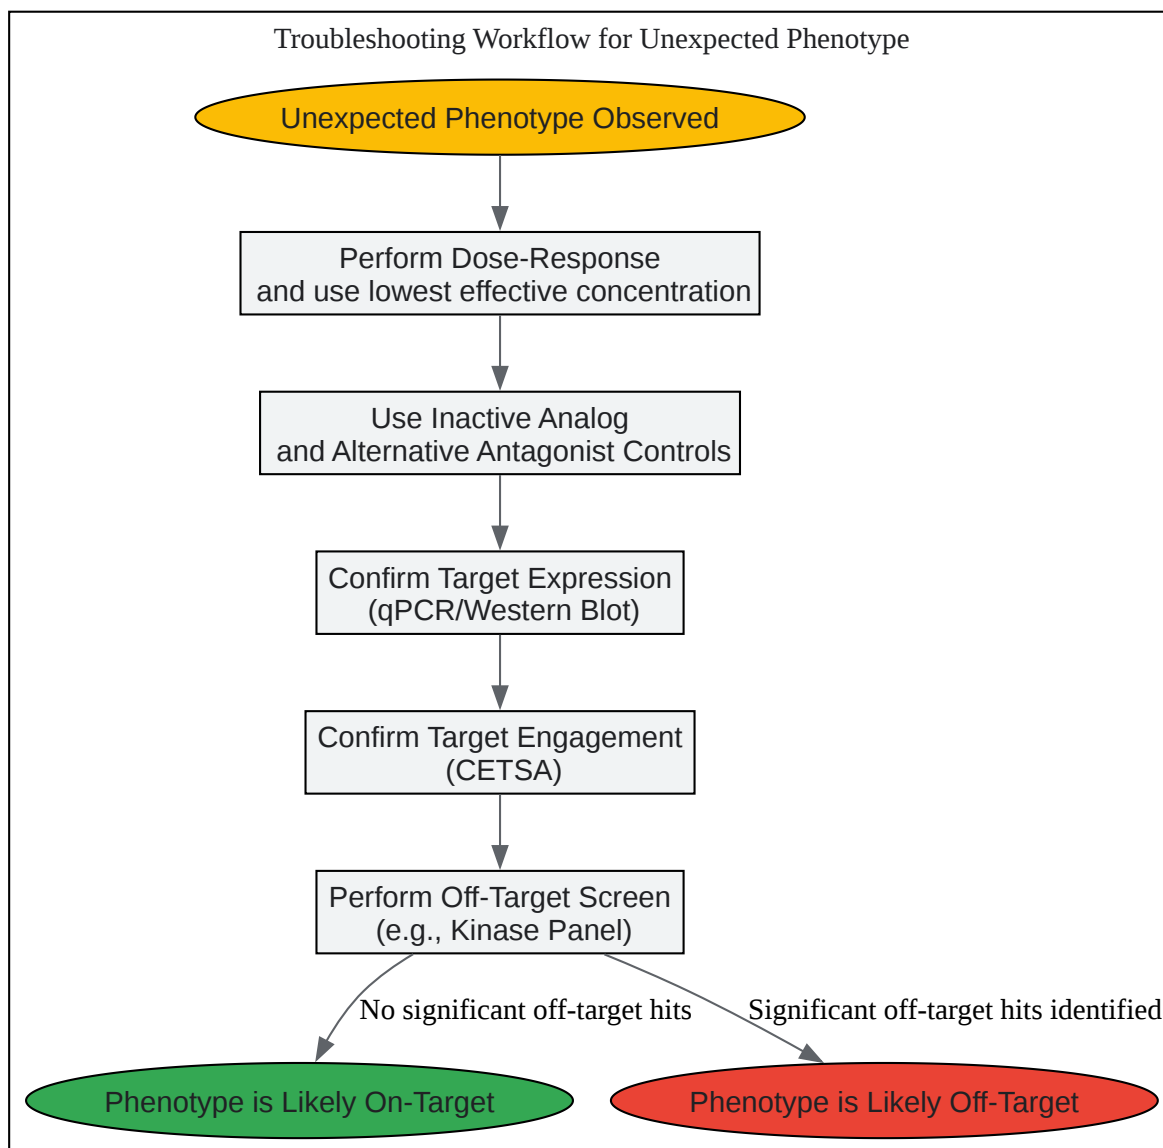 Troubleshooting Workflow for Unexpected Phenotype
Unexpected Phenotype Observed
Perform Dose-Response
and use lowest effective concentration
Use Inactive Analog
and Alternative Antagonist Controls
Confirm Target Expression
(qPCR/Western Blot)
Confirm Target Engagement
(CETSA)
Perform Off-Target Screen
(e.g., Kinase Panel)
No significant off-target hits
Significant off-target hits identified
Phenotype is Likely On-Target
Phenotype is Likely Off-Target